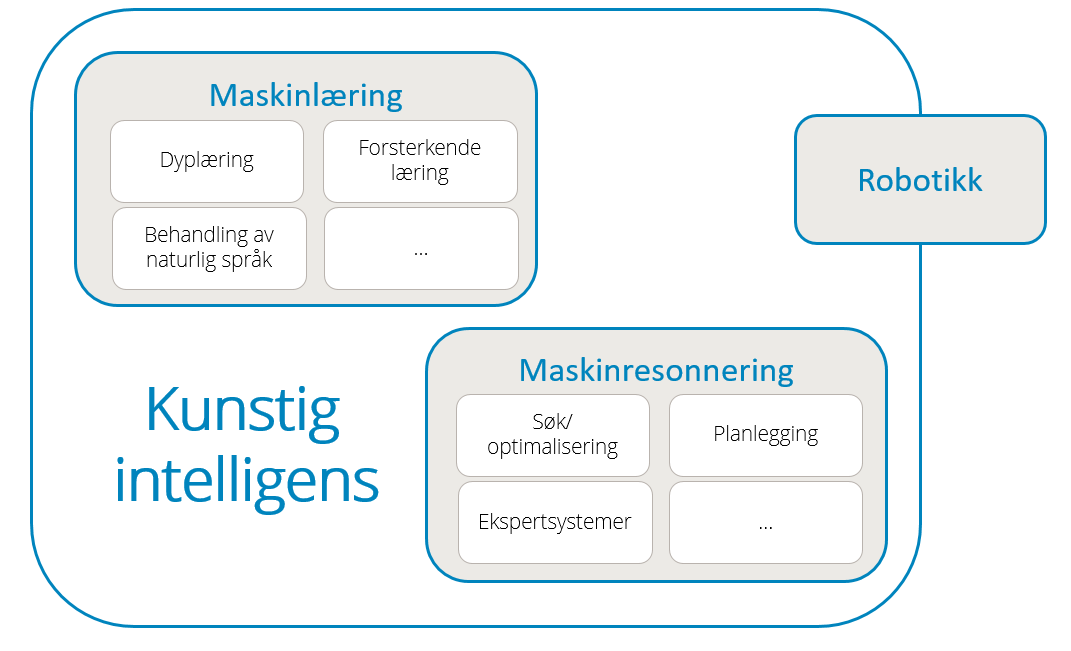 Maskinlæring
Dyplæring
Forsterkende
læring
Behandling av
naturlig språk
...
Robotikk
Kunstig
intelligens
Maskinresonnering
Søk/
optimalisering
Planlegging
Ekspertsystemer
...